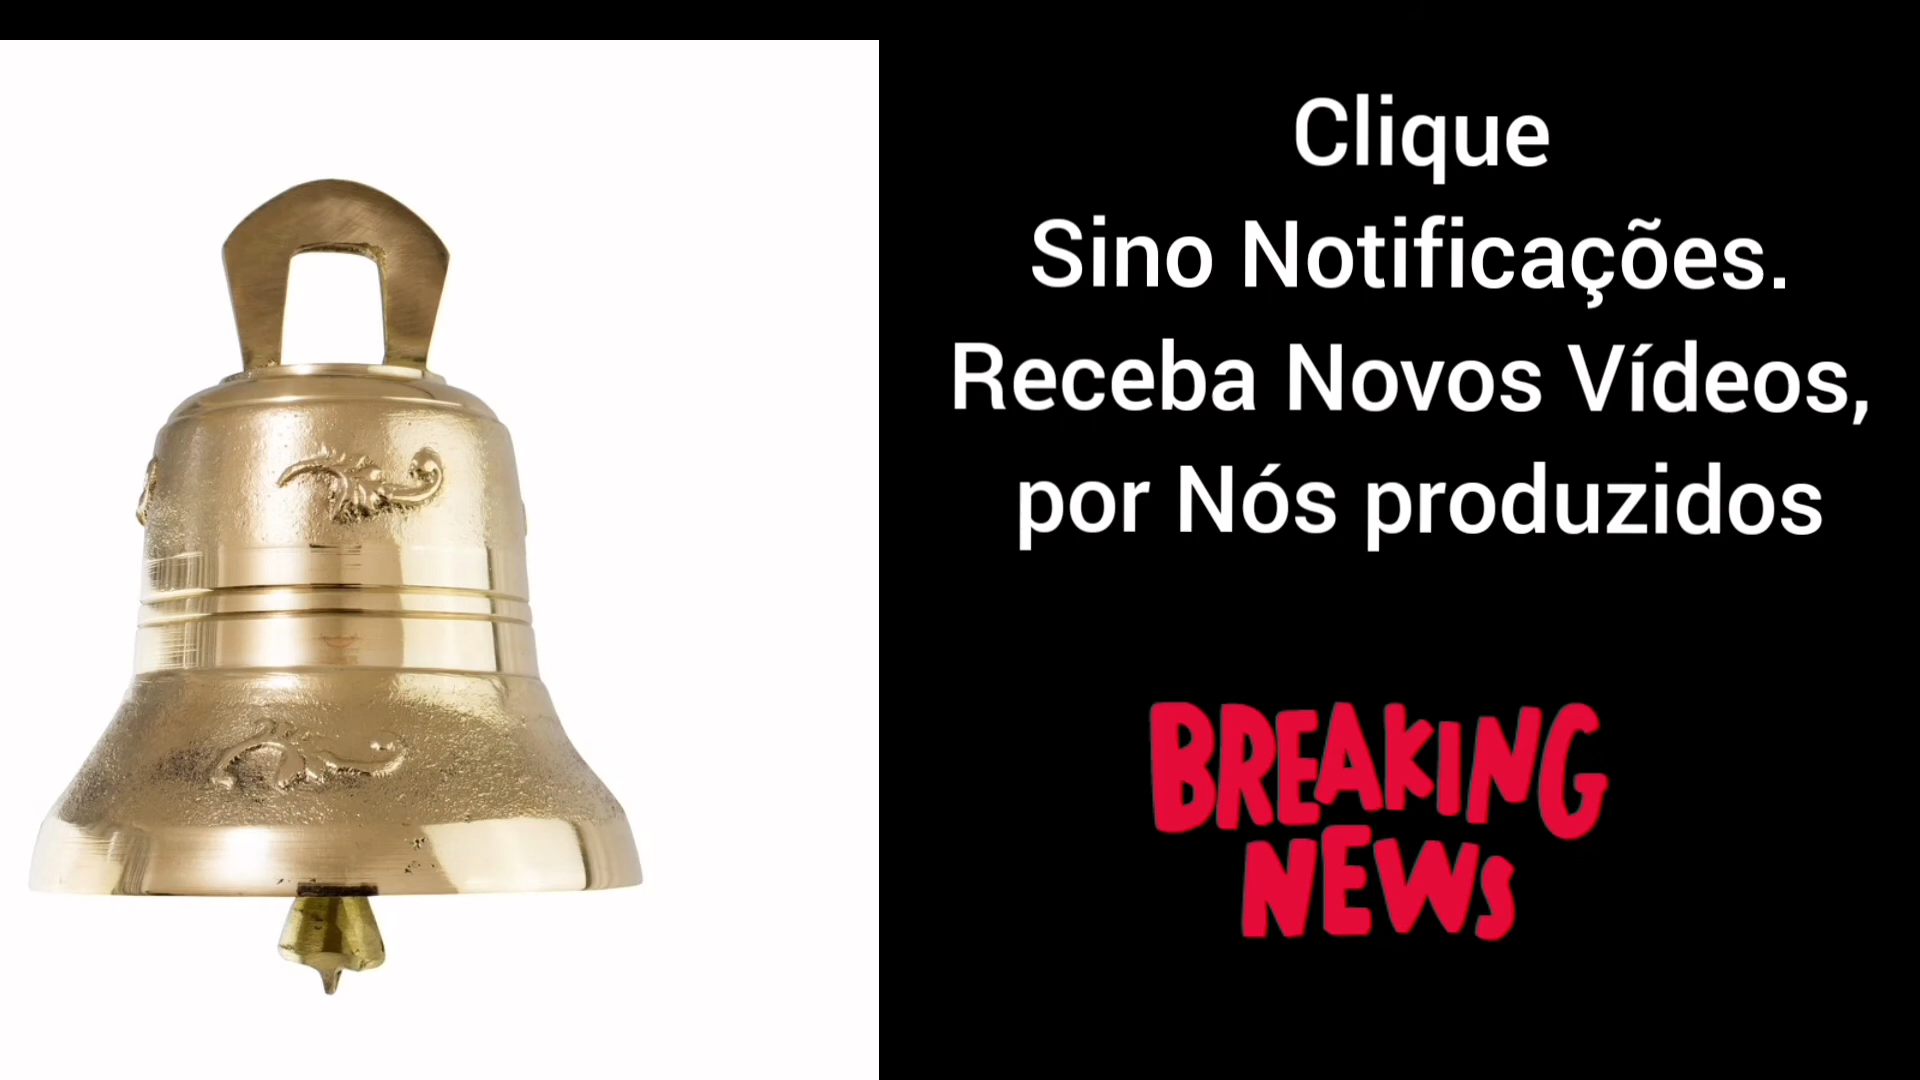 Clique
Sino Notificações.
Receba Novos Vídeos,
por Nós produzidos
BREAKING
NEWS